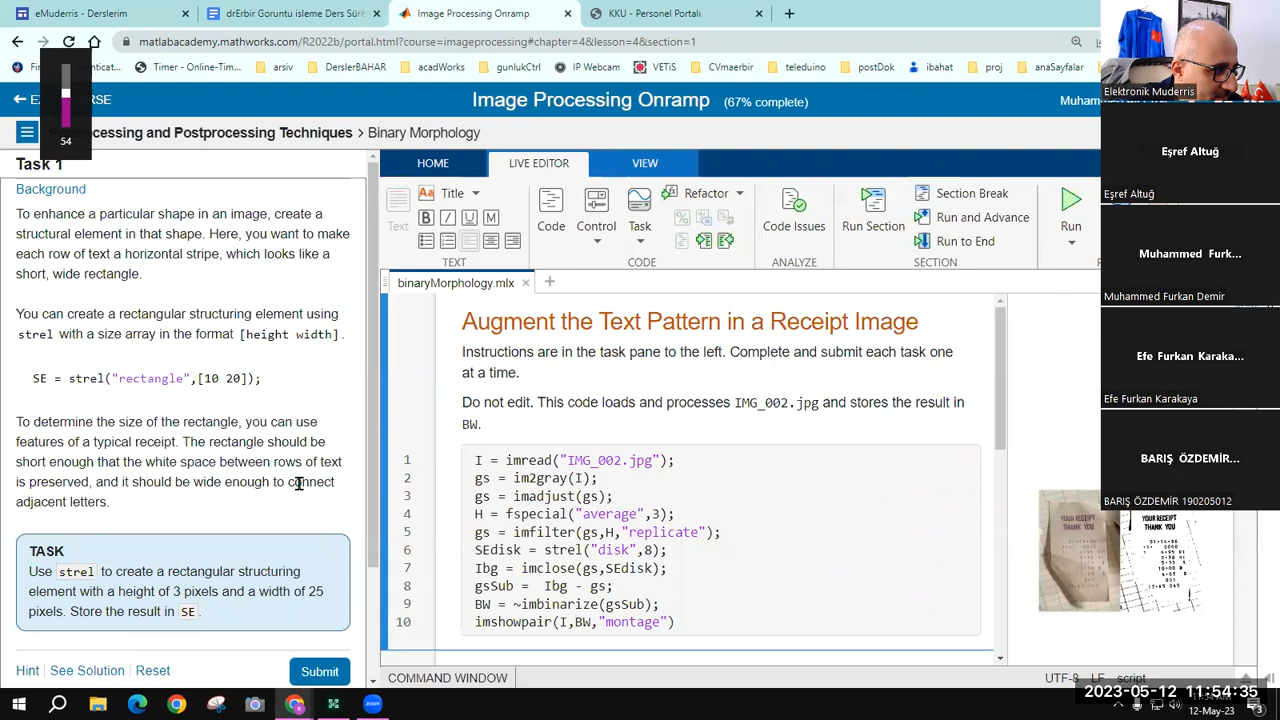 eMuderris - Dersler
drErbir Goruntu isleme Ders Süre
Image Processing Onramp
KKU - Personel Portalı
matlabacademy.mathworks.com/R2022b/portal.html?course=imageprocessing#chapter=4&lesson=4&section=1
Timer - Online-Tim...
arsiv
DerslerBAHAR
acadWorks
gunlukCtrl
IP Webcam
VETiS
CVmaerbir
teleduino
postDok
ibahat
proj
anaSayfalar
54
Image Processing Onramp (67% complete)
Binary Morphology
Task 1
Background
To enhance a particular shape in an image, create a
structural element in that shape. Here, you want to make
each row of text a horizontal stripe, which looks like a
short, wide rectangle.
You can create a rectangular structuring element using
strel with a size array in the format [height width].
SE = strel("rectangle",[10 20]);
To determine the size of the rectangle, you can use
features of a typical receipt. The rectangle should be
short enough that the white space between rows of text
is preserved, and it should be wide enough to connect
adjacent letters.
TASK
Use strel to create a rectangular structuring
element with a height of 3 pixels and a width of 25
pixels. Store the result in SE.
Hint See Solution Reset Submit
HOME LIVE EDITOR VIEW
Text
Aa Title
B I U M
TEXT
Code
Control
Task
Refactor
CODE
Code Issues
ANALYZE
Run Section
Section Break
Run and Advance
Run to End
SECTION
Run
binaryMorphology.mlx
Augment the Text Pattern in a Receipt Image
Instructions are in the task pane to the left. Complete and submit each task one
at a time.
Do not edit. This code loads and processes IMG_002.jpg and stores the result in
BW.
1 I = imread("IMG_002.jpg");
2 gs = im2gray(I);
3 gs = imadjust(gs);
4 H = fspecial("average",3);
5 gs = imfilter(gs,H,"replicate");
6 SEdisk = strel("disk",8);
7 Ibg = imclose(gs,SEdisk);
8 gsSub = Ibg - gs;
9 BW = ~imbinarize(gsSub);
10 imshowpair(I,BW,"montage")
YOUR RECEIPT
THANK YOU
YOUR RECEIPT
THANK YOU
COMMAND WINDOW
UTF-8 LF script
Elektronik Muderris
Eşref Altuğ
Eşref Altuğ
Muhammed Furk...
Muhammed Furkan Demir
Efe Furkan Karaka...
Efe Furkan Karakaya
BARIŞ ÖZDEMİR...
BARIŞ ÖZDEMİR 190205012
2023-05-12 11:54:35
12-May-23